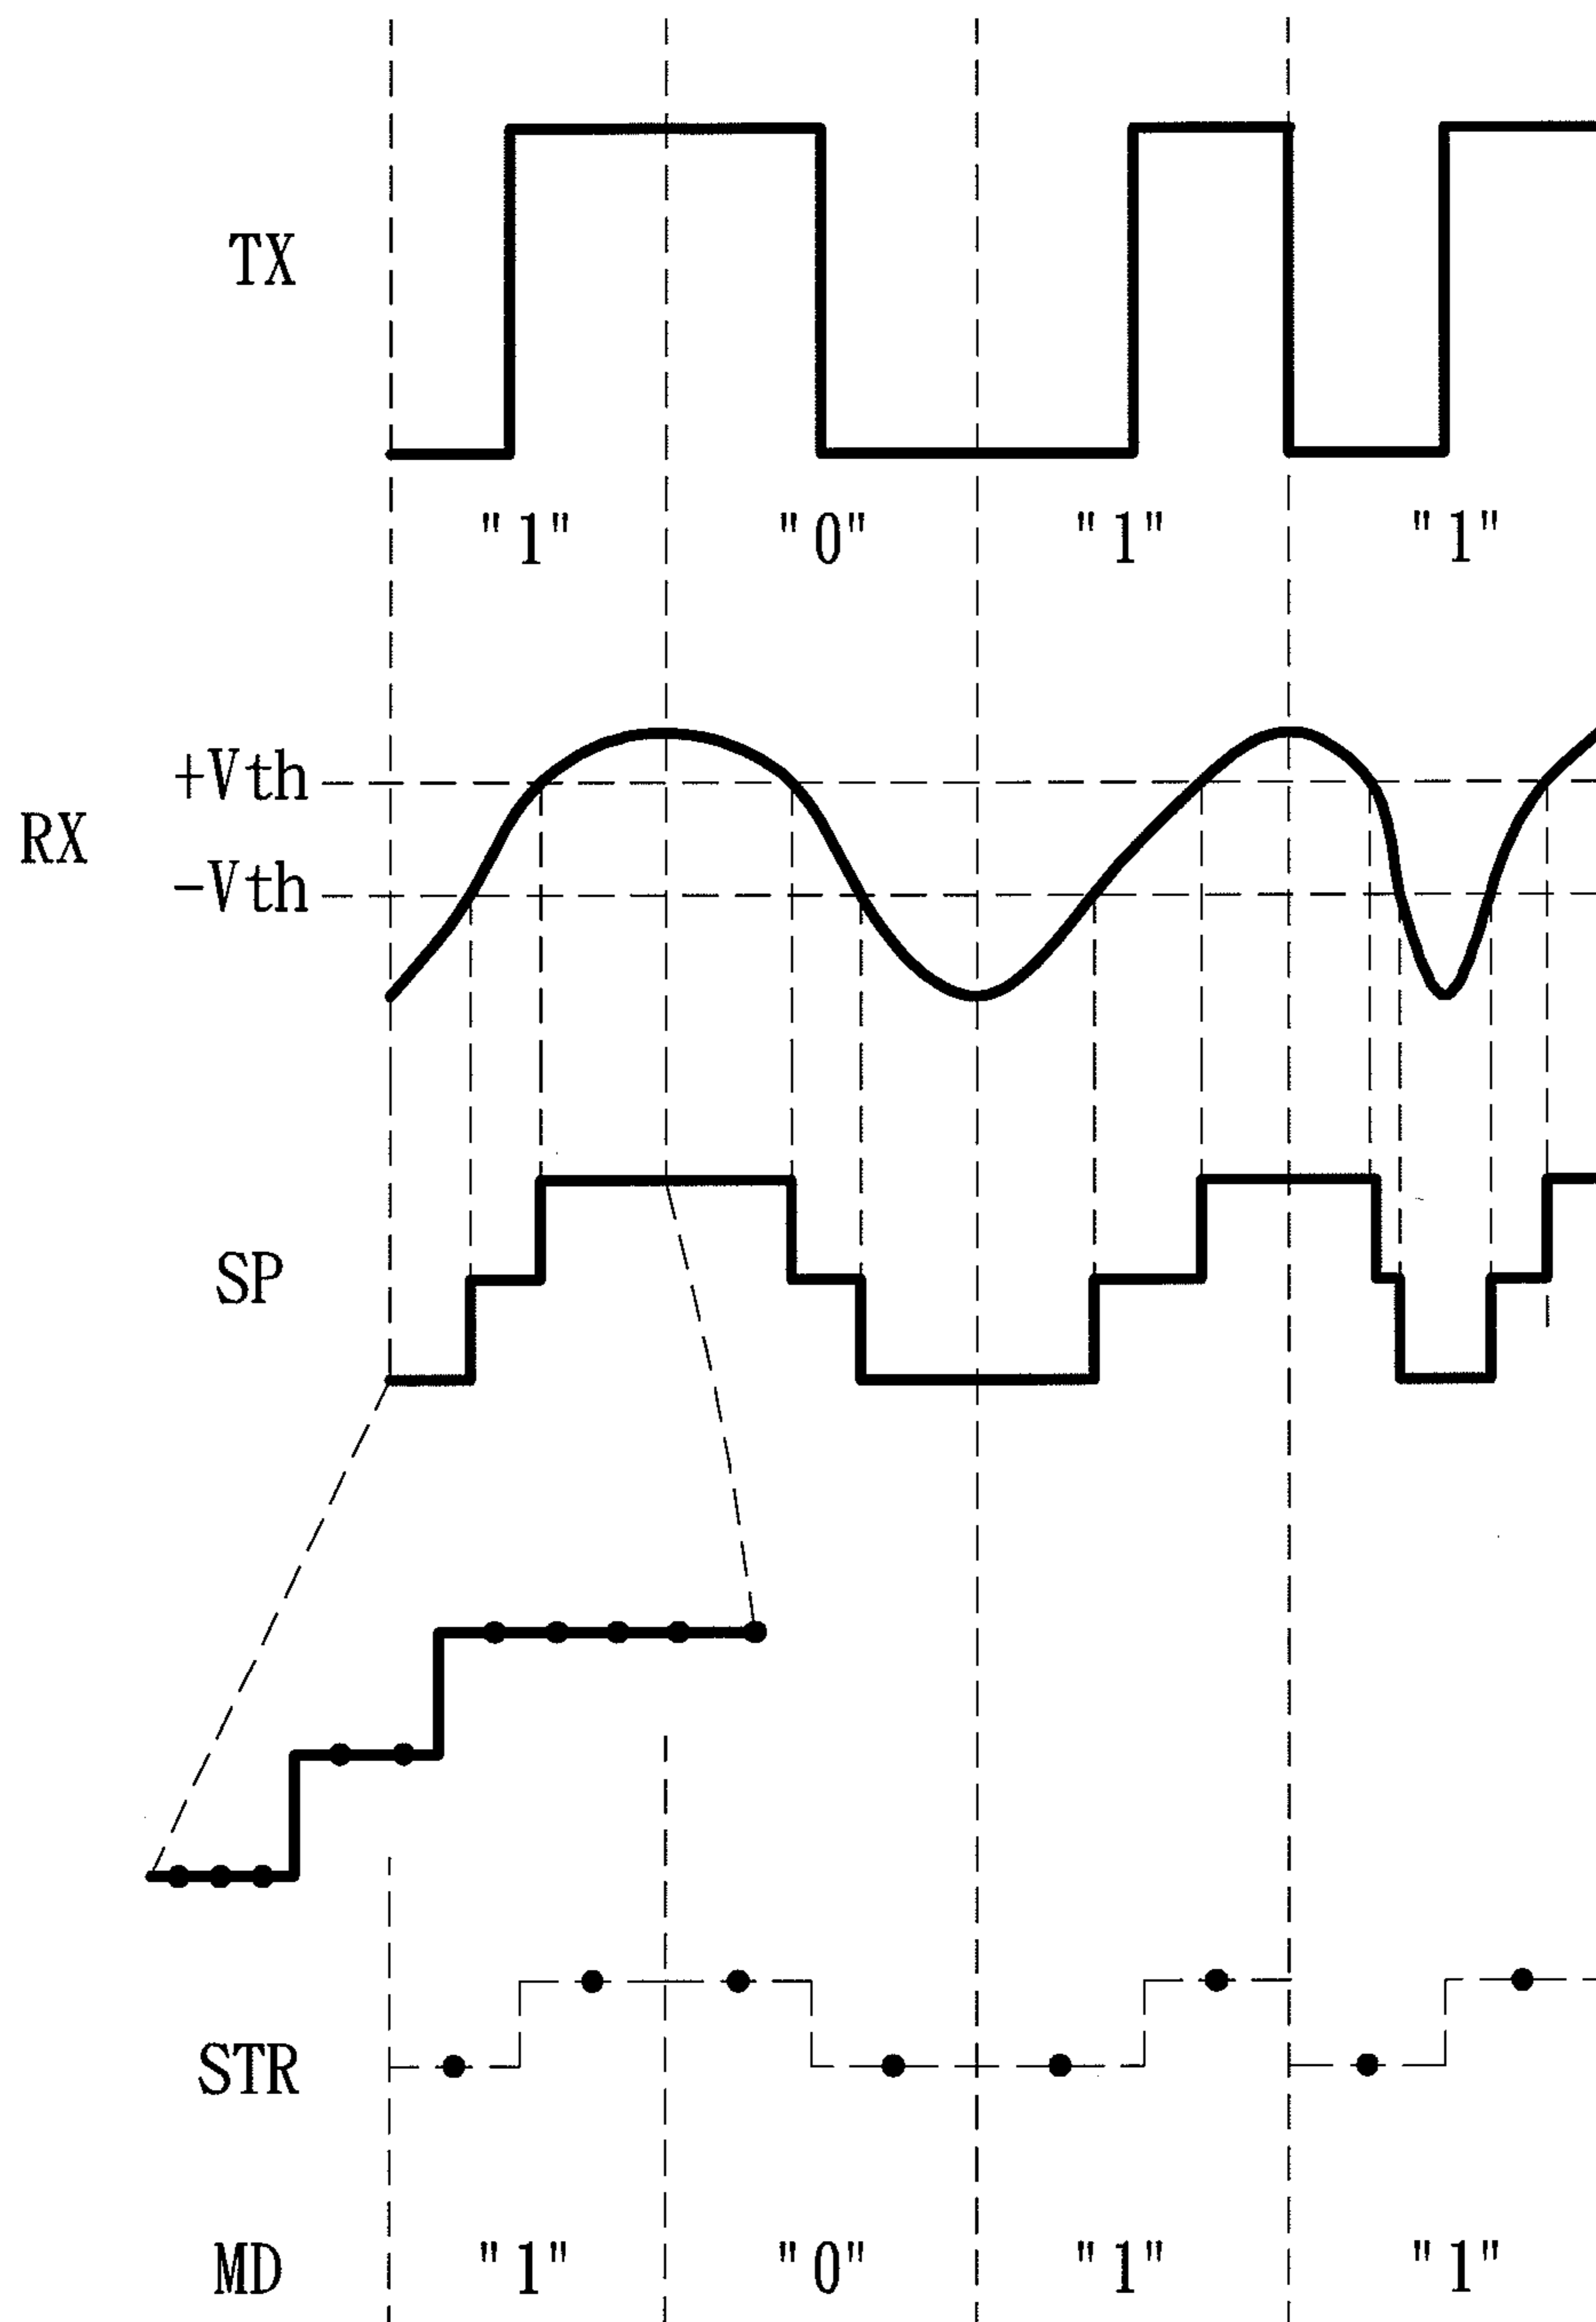 TX
"1" "0" "1" "1"
+Vth
RX
-Vth
SP
STR
MD "1" "0" "1" "1"